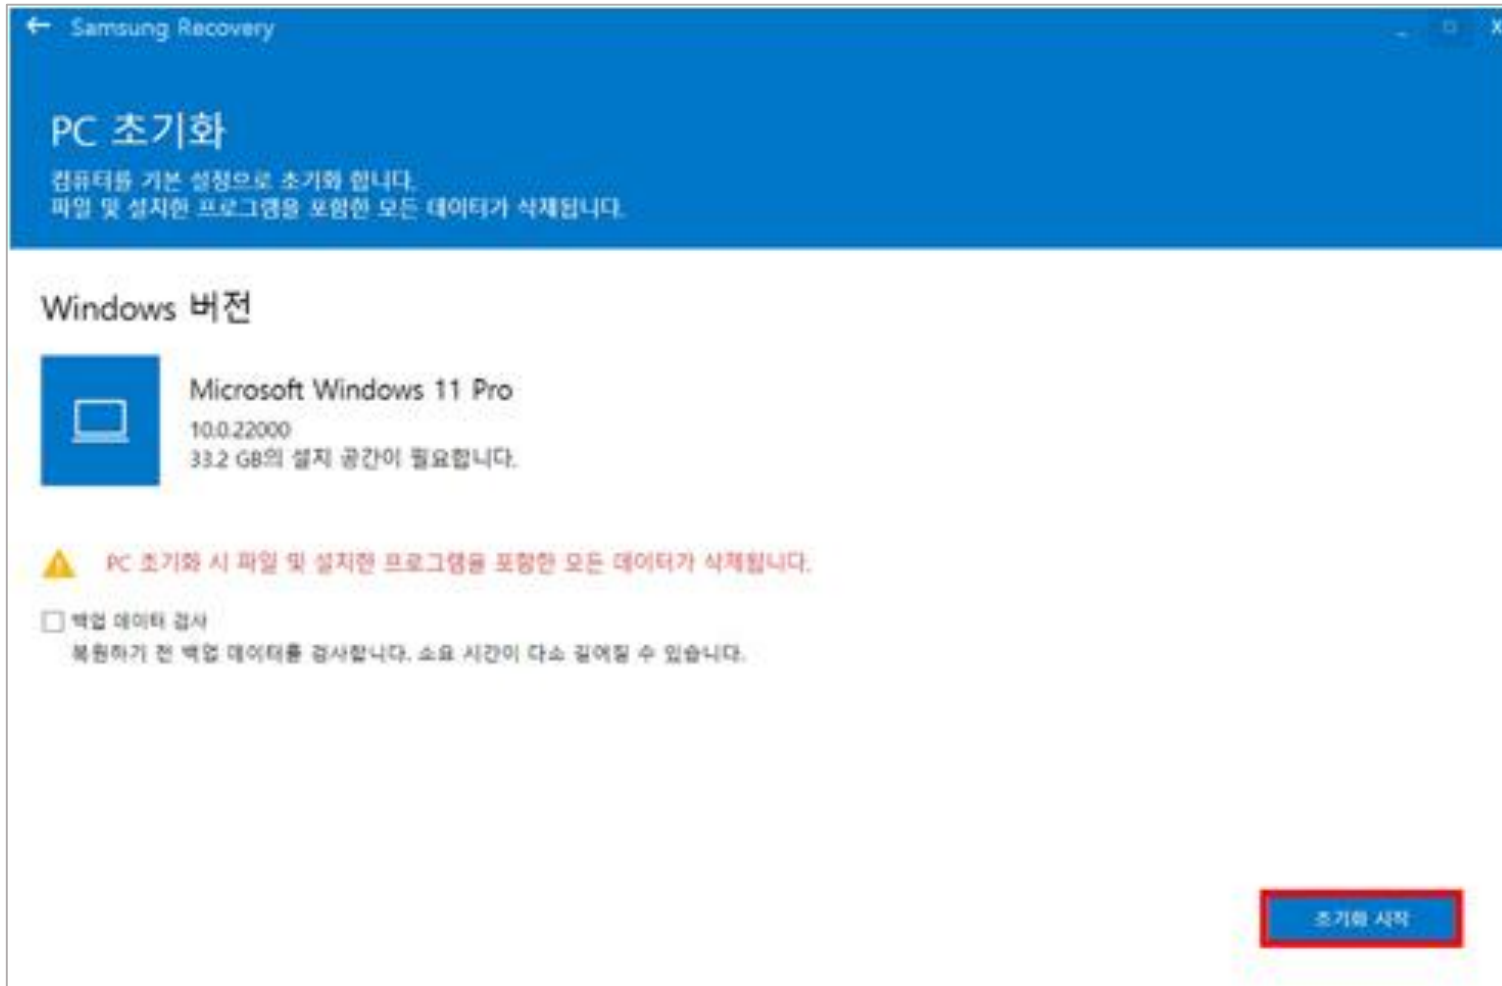 ← Samsung Recovery
PC 초기화
컴퓨터를 기본 설정으로 초기화 합니다.
파일 및 설치한 프로그램을 포함한 모든 데이터가 삭제됩니다.
Windows 버전
Microsoft Windows 11 Pro
10.0.22000
33.2 GB의 설치 공간이 필요합니다.
PC 초기화 시 파일 및 설치한 프로그램을 포함한 모든 데이터가 삭제됩니다.
백업 데이터 검사
복원하기 전 백업 데이터를 검사합니다. 소요 시간이 다소 길어질 수 있습니다.
초기화 시작